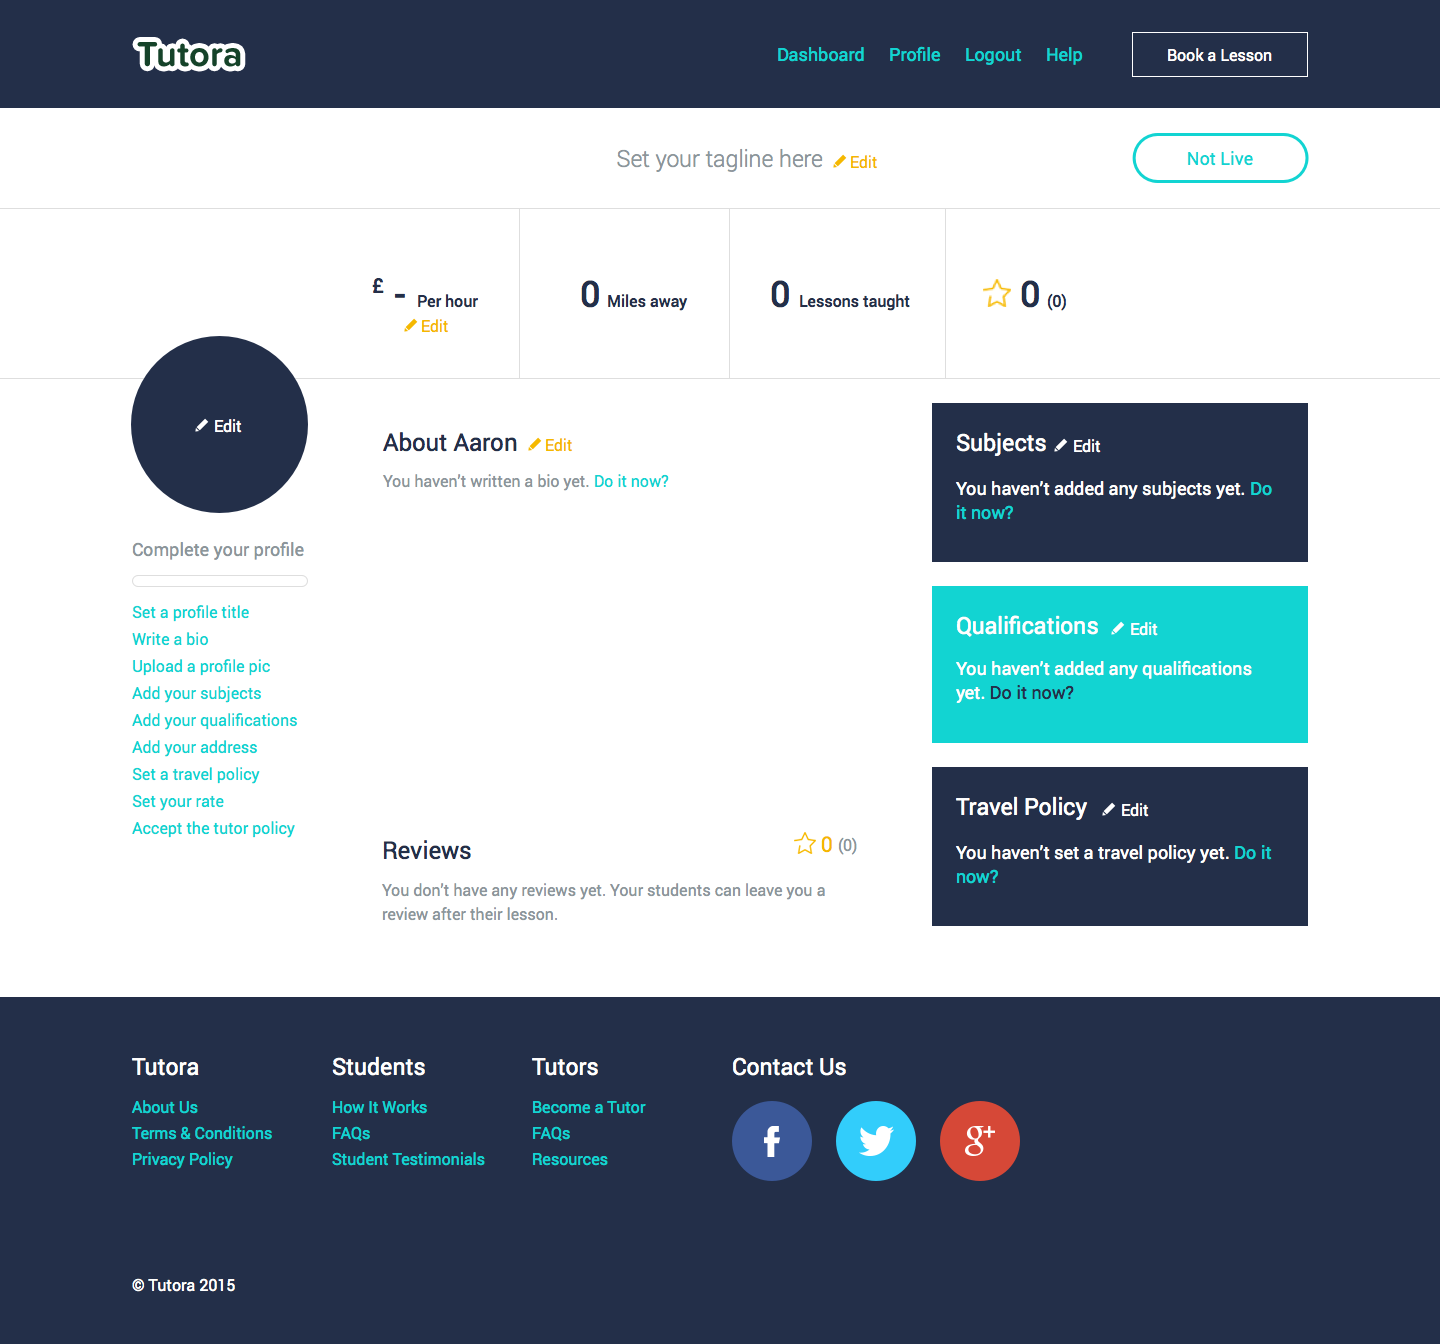 Tutora
Dashboard Profile Logout Help Book a Lesson
Set your tagline here Edit
Not Live
£ - Per hour
Edit
0 Miles away
0 Lessons taught
0 (0)
Edit
Complete your profile
Set a profile title
Write a bio
Upload a profile pic
Add your subjects
Add your qualifications
Add your address
Set a travel policy
Set your rate
Accept the tutor policy
About Aaron Edit
You haven’t written a bio yet. Do it now?
Reviews 0 (0)
You don’t have any reviews yet. Your students can leave you a
review after their lesson.
Subjects Edit
You haven’t added any subjects yet. Do
it now?
Qualifications Edit
You haven’t added any qualifications
yet. Do it now?
Travel Policy Edit
You haven’t set a travel policy yet. Do it
now?
Tutora
About Us
Terms & Conditions
Privacy Policy
Students
How It Works
FAQs
Student Testimonials
Tutors
Become a Tutor
FAQs
Resources
Contact Us
f
g+
© Tutora 2015